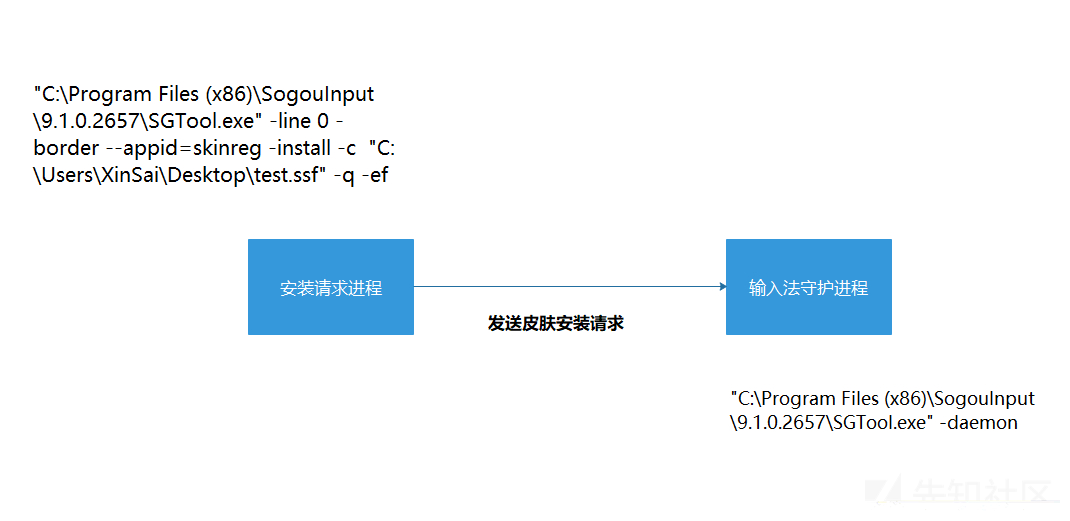 "C:\Program Files (x86)\SogouInput
\9.1.0.2657\SGTool.exe" -line 0 -
border --appid=skinreg -install -c  "C:
\Users\XinSai\Desktop\test.ssf" -q -ef
安装请求进程
输入法守护进程
发送皮肤安装请求
"C:\Program Files (x86)\SogouInput
\9.1.0.2657\SGTool.exe" -daemon
先知社区